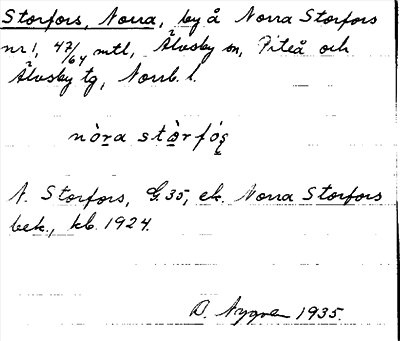 Storfors, Norra, by å Norra Storfors
nr 1, 47/64 mtl, Älvsby sn, Piteå och
Älvsby tg, Norrb. l.
nòra stòrfós
N. Storfors, G. 35, ek. Norra Storfors
bek., kb. 1924.
D. Nygren 1935.